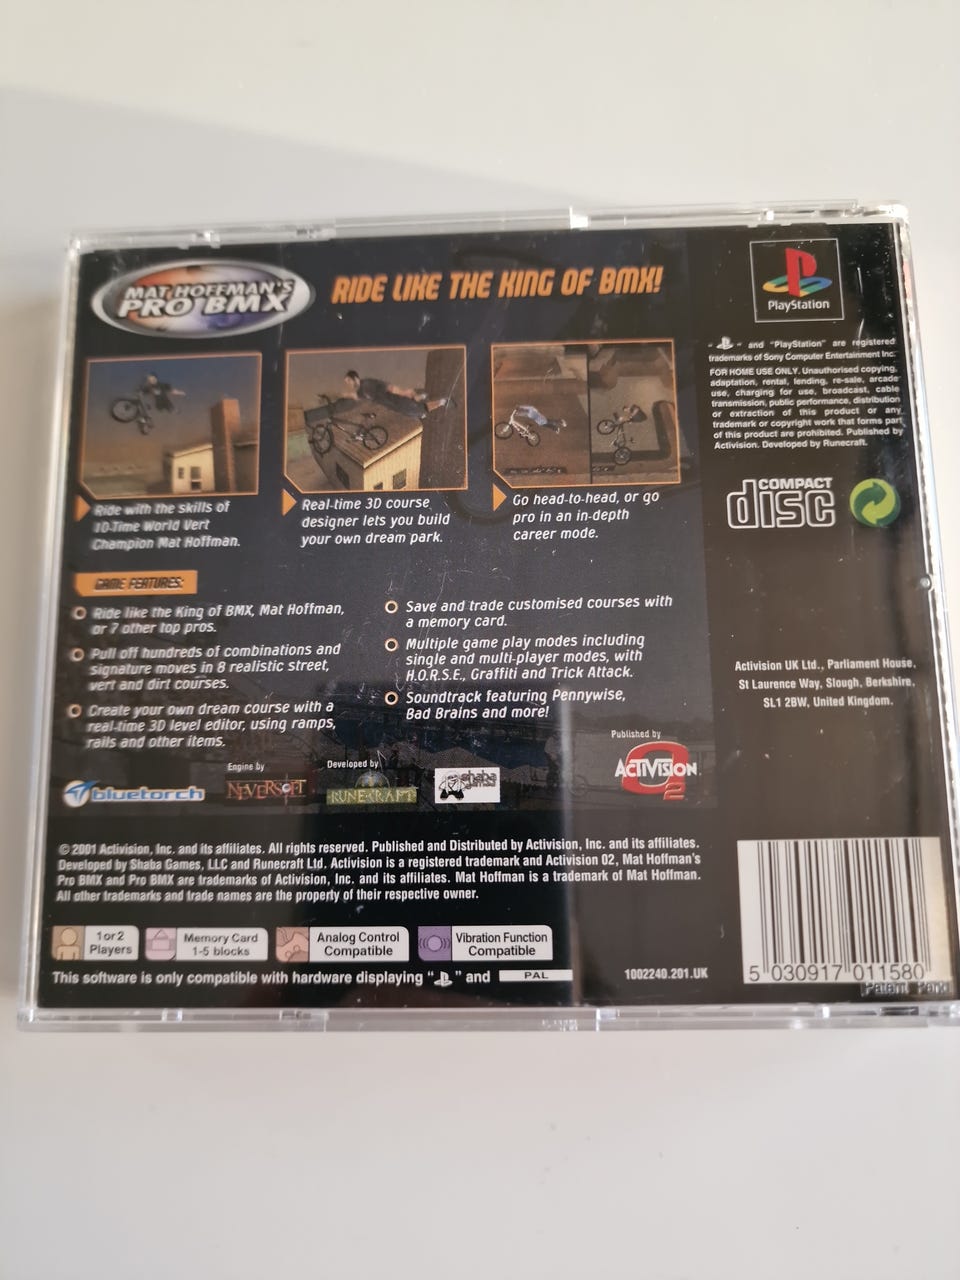 MAT HOFFMAN'S
PRO BMX
RIDE LIKE THE KING OF BMX!
PlayStation
Ride with the skills of
10-Time World Vert
Champion Mat Hoffman.
Real-time 3D course
designer lets you build
your own dream park.
Go head-to-head, or go
pro in an in-depth
career mode.
GAME FEATURES:
Ride like the King of BMX, Mat Hoffman,
or 7 other top pros.
Pull off hundreds of combinations and
signature moves in 8 realistic street,
vert and dirt courses.
Create your own dream course with a
real-time 3D level editor, using ramps,
rails and other items.
Save and trade customised courses with
a memory card.
Multiple game play modes including
single and multi-player modes, with
H.O.R.S.E, Graffiti and Trick Attack.
Soundtrack featuring Pennywise,
Bad Brains and more!
" " and "PlayStation" are registered
trademarks of Sony Computer Entertainment Inc.
FOR HOME USE ONLY. Unauthorised copying,
adaptation, rental, lending, re-sale, arcade
use, charging for use, broadcast, cable
transmission, public performance, distribution
or extraction of this product or any
trademark or copyright work that forms part
of this product are prohibited. Published by
Activision. Developed by Runecraft.
COMPACT
disc
Activision UK Ltd., Parliament House,
St Laurence Way, Slough, Berkshire,
SL1 2BW, United Kingdom.
bluetorch
Engine by
NEVERSOFT
Developed by
RUNECRAFT
shaba
games
Published by
ACTIVISION
O2
© 2001 Activision, Inc. and its affiliates. All rights reserved. Published and Distributed by Activision, Inc. and its affiliates.
Developed by Shaba Games, LLC and Runecraft Ltd. Activision is a registered trademark and Activision O2, Mat Hoffman's
Pro BMX and Pro BMX are trademarks of Activision, Inc. and its affiliates. Mat Hoffman is a trademark of Mat Hoffman.
All other trademarks and trade names are the property of their respective owner.
1 or 2
Players
Memory Card
1-5 blocks
Analog Control
Compatible
Vibration Function
Compatible
This software is only compatible with hardware displaying " " and PAL
1002240.201.UK
5 030917 011580
Patent Pend